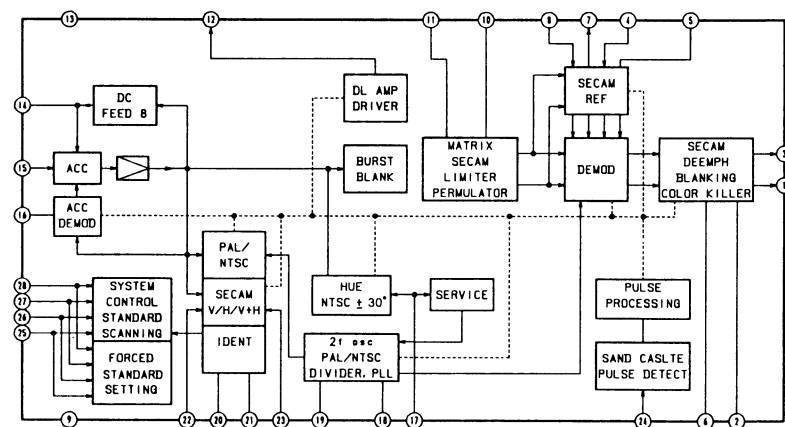 13
12
11
10
8
7
4
5
14
DC
FEED B
DL AMP
DRIVER
SECAM
REF
15
ACC
BURST
BLANK
MATRIX
SECAM
LIMITER
PERMULATOR
DEMOD
SECAM
DEEMPH
BLANKING
COLOR KILLER
16
ACC
DEMOD
PAL/
NTSC
SECAM
V/H/V+H
IDENT
HUE
NTSC ± 30°
SERVICE
PULSE
PROCESSING
28
27
26
25
SYSTEM
CONTROL
STANDARD
SCANNING
FORCED
STANDARD
SETTING
2f osc
PAL/NTSC
DIVIDER, PLL
SAND CASLTE
PULSE DETECT
9
22
20
21
23
19
18
17
24
6
2